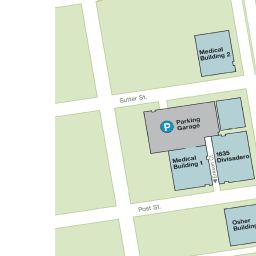 Medical
Building 2
Sutter St.
P
Parking
Garage
Medical
Building 1
1635
Divisadero
Post St.
Osher
Building